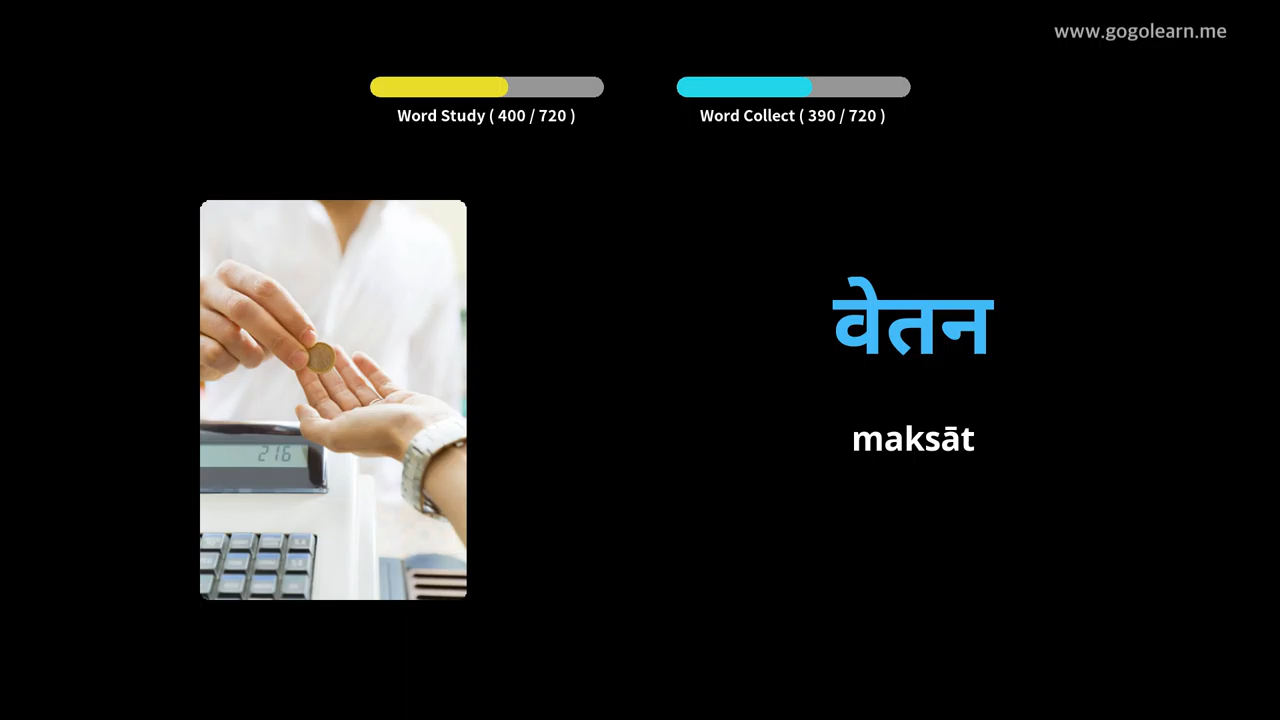 www.gogolearn.me
Word Study ( 400 / 720 )
Word Collect ( 390 / 720 )
216
वेतन
maksāt